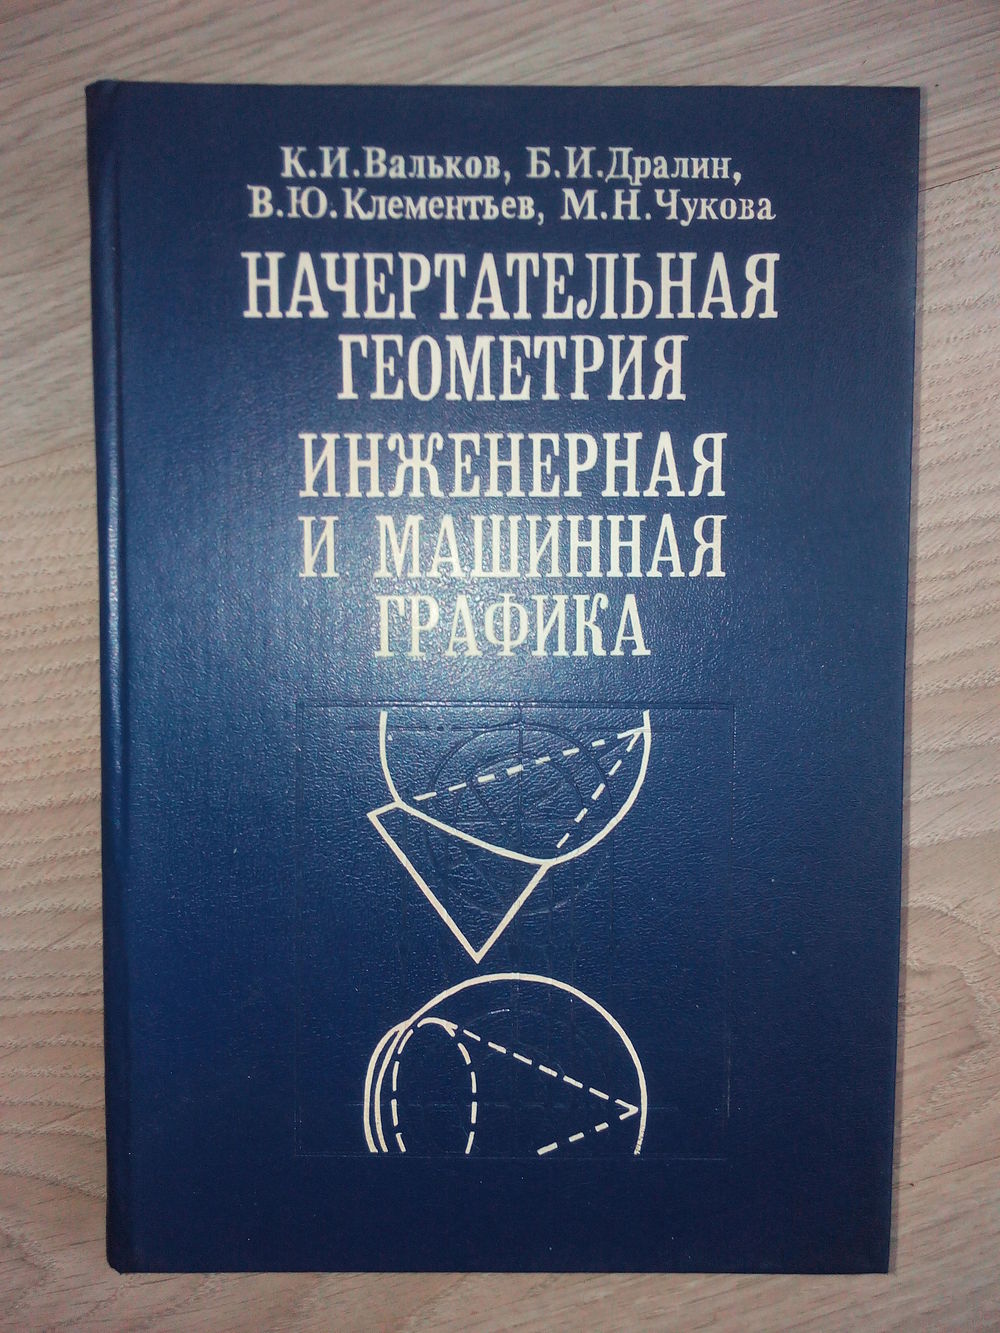 К.И.Вальков, Б.И.Дралин,
В.Ю.Клементьев, М.Н.Чукова
НАЧЕРТАТЕЛЬНАЯ
ГЕОМЕТРИЯ
ИНЖЕНЕРНАЯ
И МАШИННАЯ
ГРАФИКА